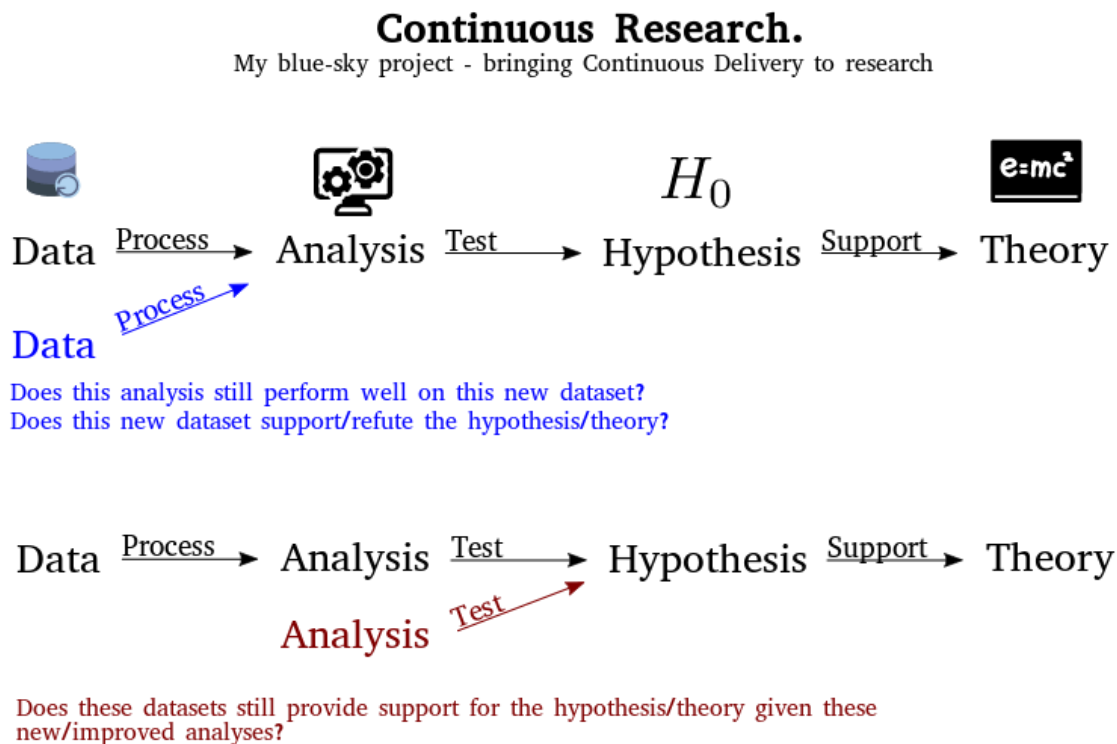 Continuous Research.
My blue-sky project - bringing Continuous Delivery to research
H₀
e=mc²
Data Process Analysis Test Hypothesis Support Theory
Process
Data
Does this analysis still perform well on this new dataset?
Does this new dataset support/refute the hypothesis/theory?
Data Process Analysis Test Hypothesis Support Theory
Test
Analysis
Does these datasets still provide support for the hypothesis/theory given these
new/improved analyses?